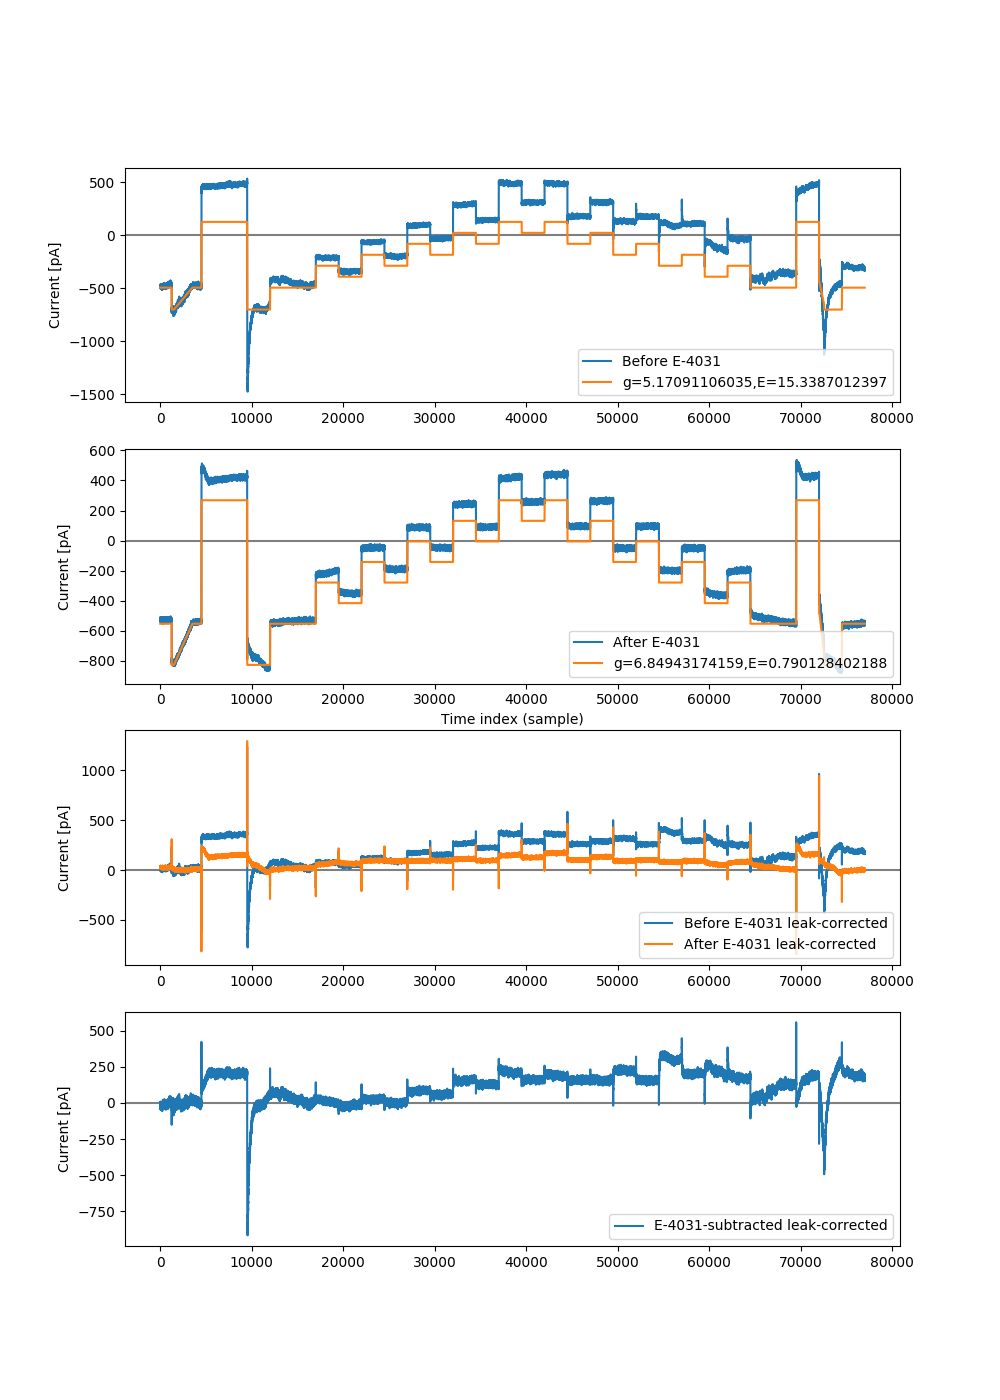 500
0
−500
−1000
−1500
Current [pA]
Before E-4031
g=5.17091106035,E=15.3387012397
0 10000 20000 30000 40000 50000 60000 70000 80000
600
400
200
0
−200
−400
−600
−800
Current [pA]
After E-4031
g=6.84943174159,E=0.790128402188
0 10000 20000 30000 40000 50000 60000 70000 80000
Time index (sample)
1000
500
0
−500
Current [pA]
Before E-4031 leak-corrected
After E-4031 leak-corrected
0 10000 20000 30000 40000 50000 60000 70000 80000
500
250
0
−250
−500
−750
Current [pA]
E-4031-subtracted leak-corrected
0 10000 20000 30000 40000 50000 60000 70000 80000